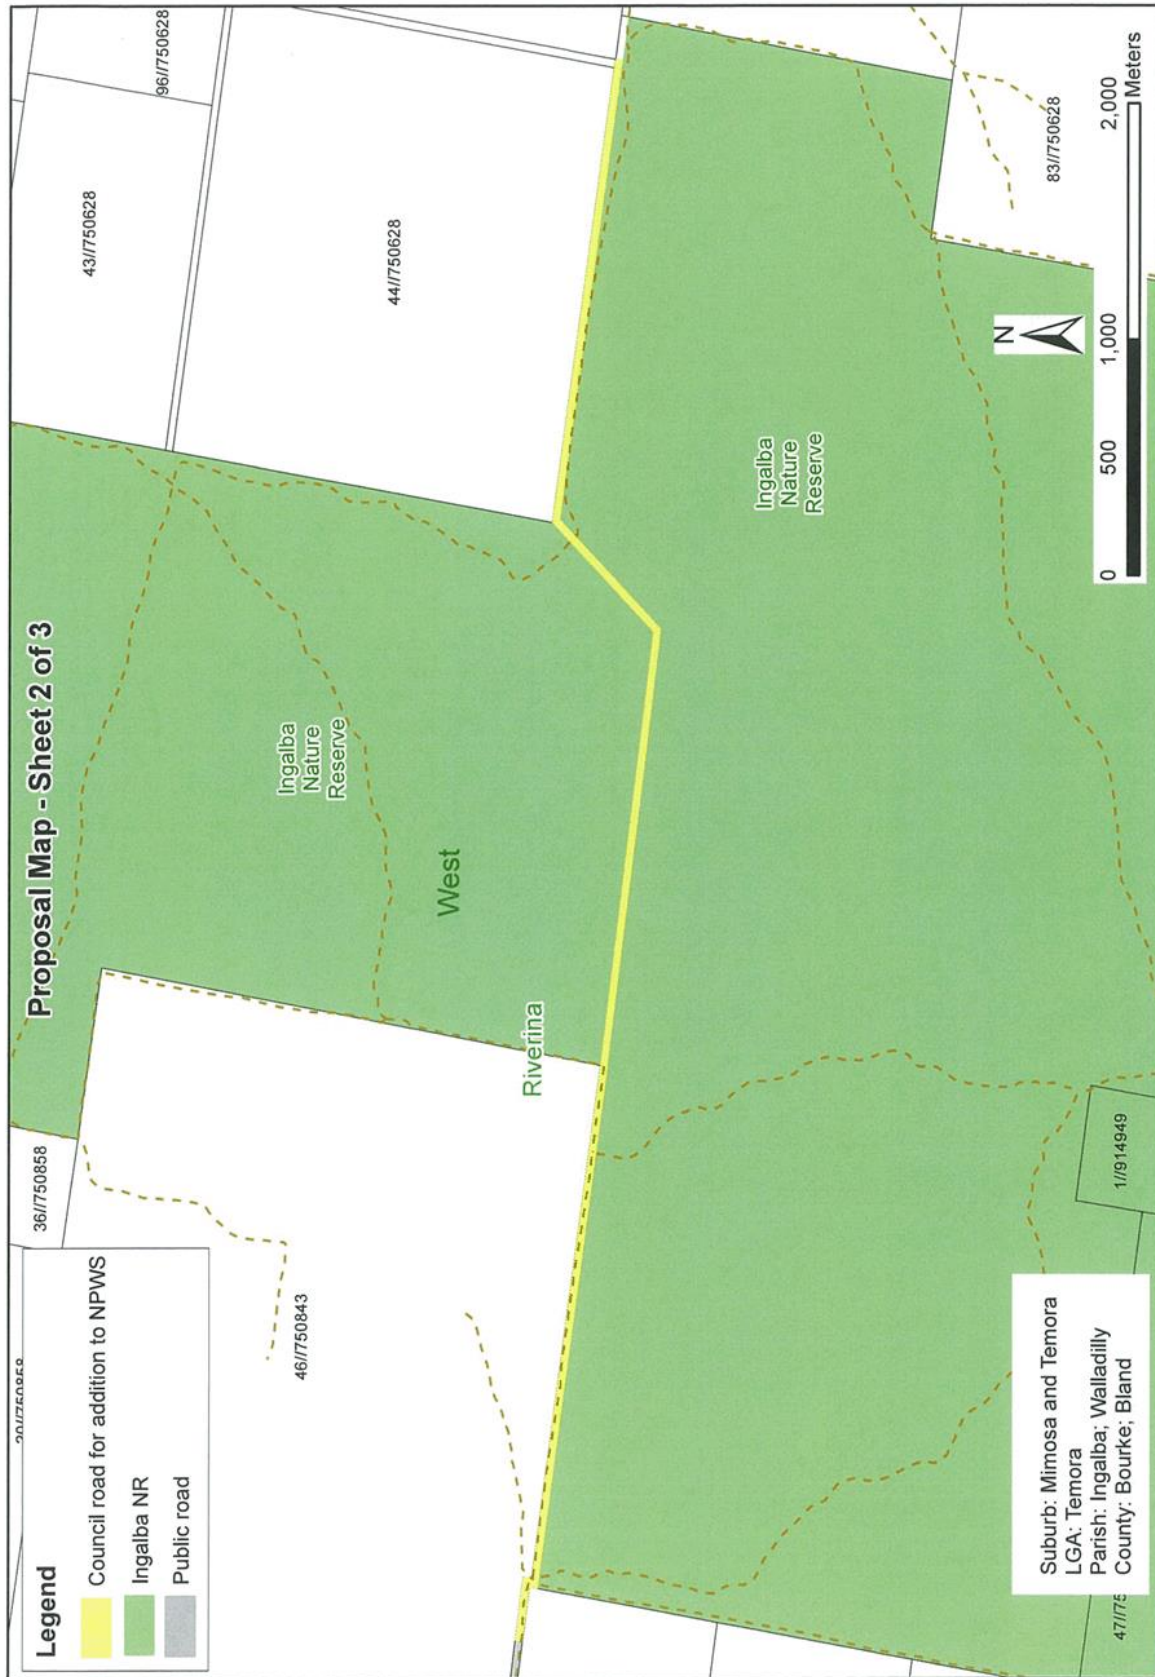 Proposal Map - Sheet 2 of 3
36//750858
43//750628
96//750628
Legend
Council road for addition to NPWS
Ingalba NR
Public road
46//750843
Ingalba
Nature
Reserve
44//750628
West
Riverina
Ingalba
Nature
Reserve
N
83//750628
Suburb: Mimosa and Temora
LGA: Temora
Parish: Ingalba; Walladilly
County: Bourke; Bland
1//914949
0 500 1,000 2,000
Meters